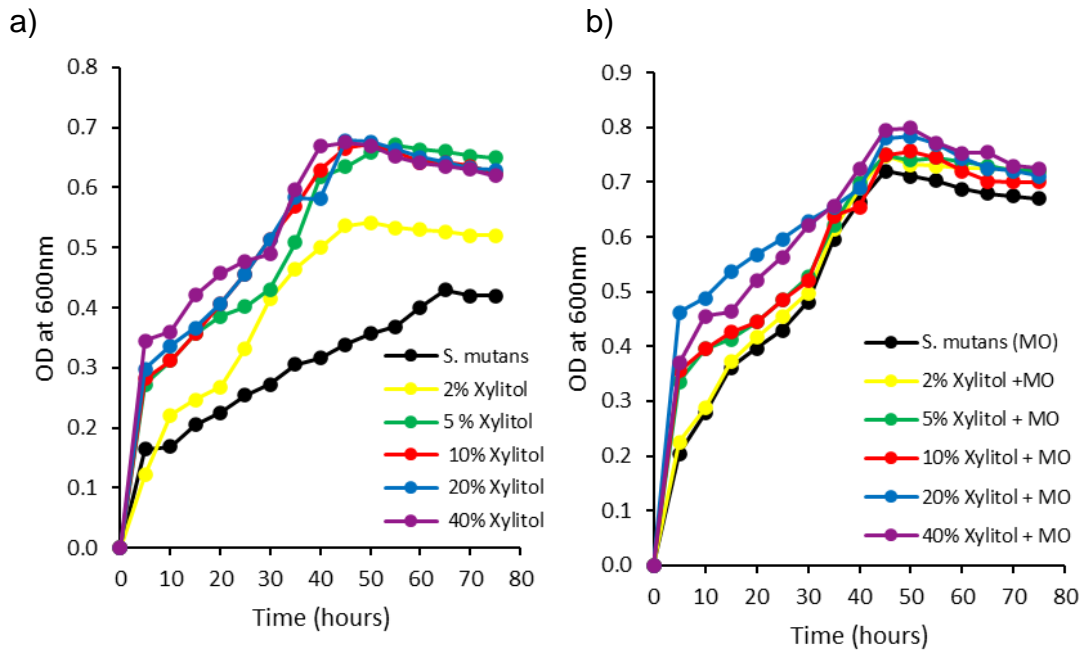 a)
0.8
0.7
0.6
0.5
0.4
0.3
0.2
0.1
0.0
OD at 600nm
0 10 20 30 40 50 60 70 80
Time (hours)
S. mutans
2% Xylitol
5 % Xylitol
10% Xylitol
20% Xylitol
40% Xylitol
b)
0.9
0.8
0.7
0.6
0.5
0.4
0.3
0.2
0.1
0.0
OD at 600nm
0 10 20 30 40 50 60 70 80
Time (hours)
S. mutans (MO)
2% Xylitol +MO
5% Xylitol + MO
10% Xylitol + MO
20% Xylitol + MO
40% Xylitol + MO